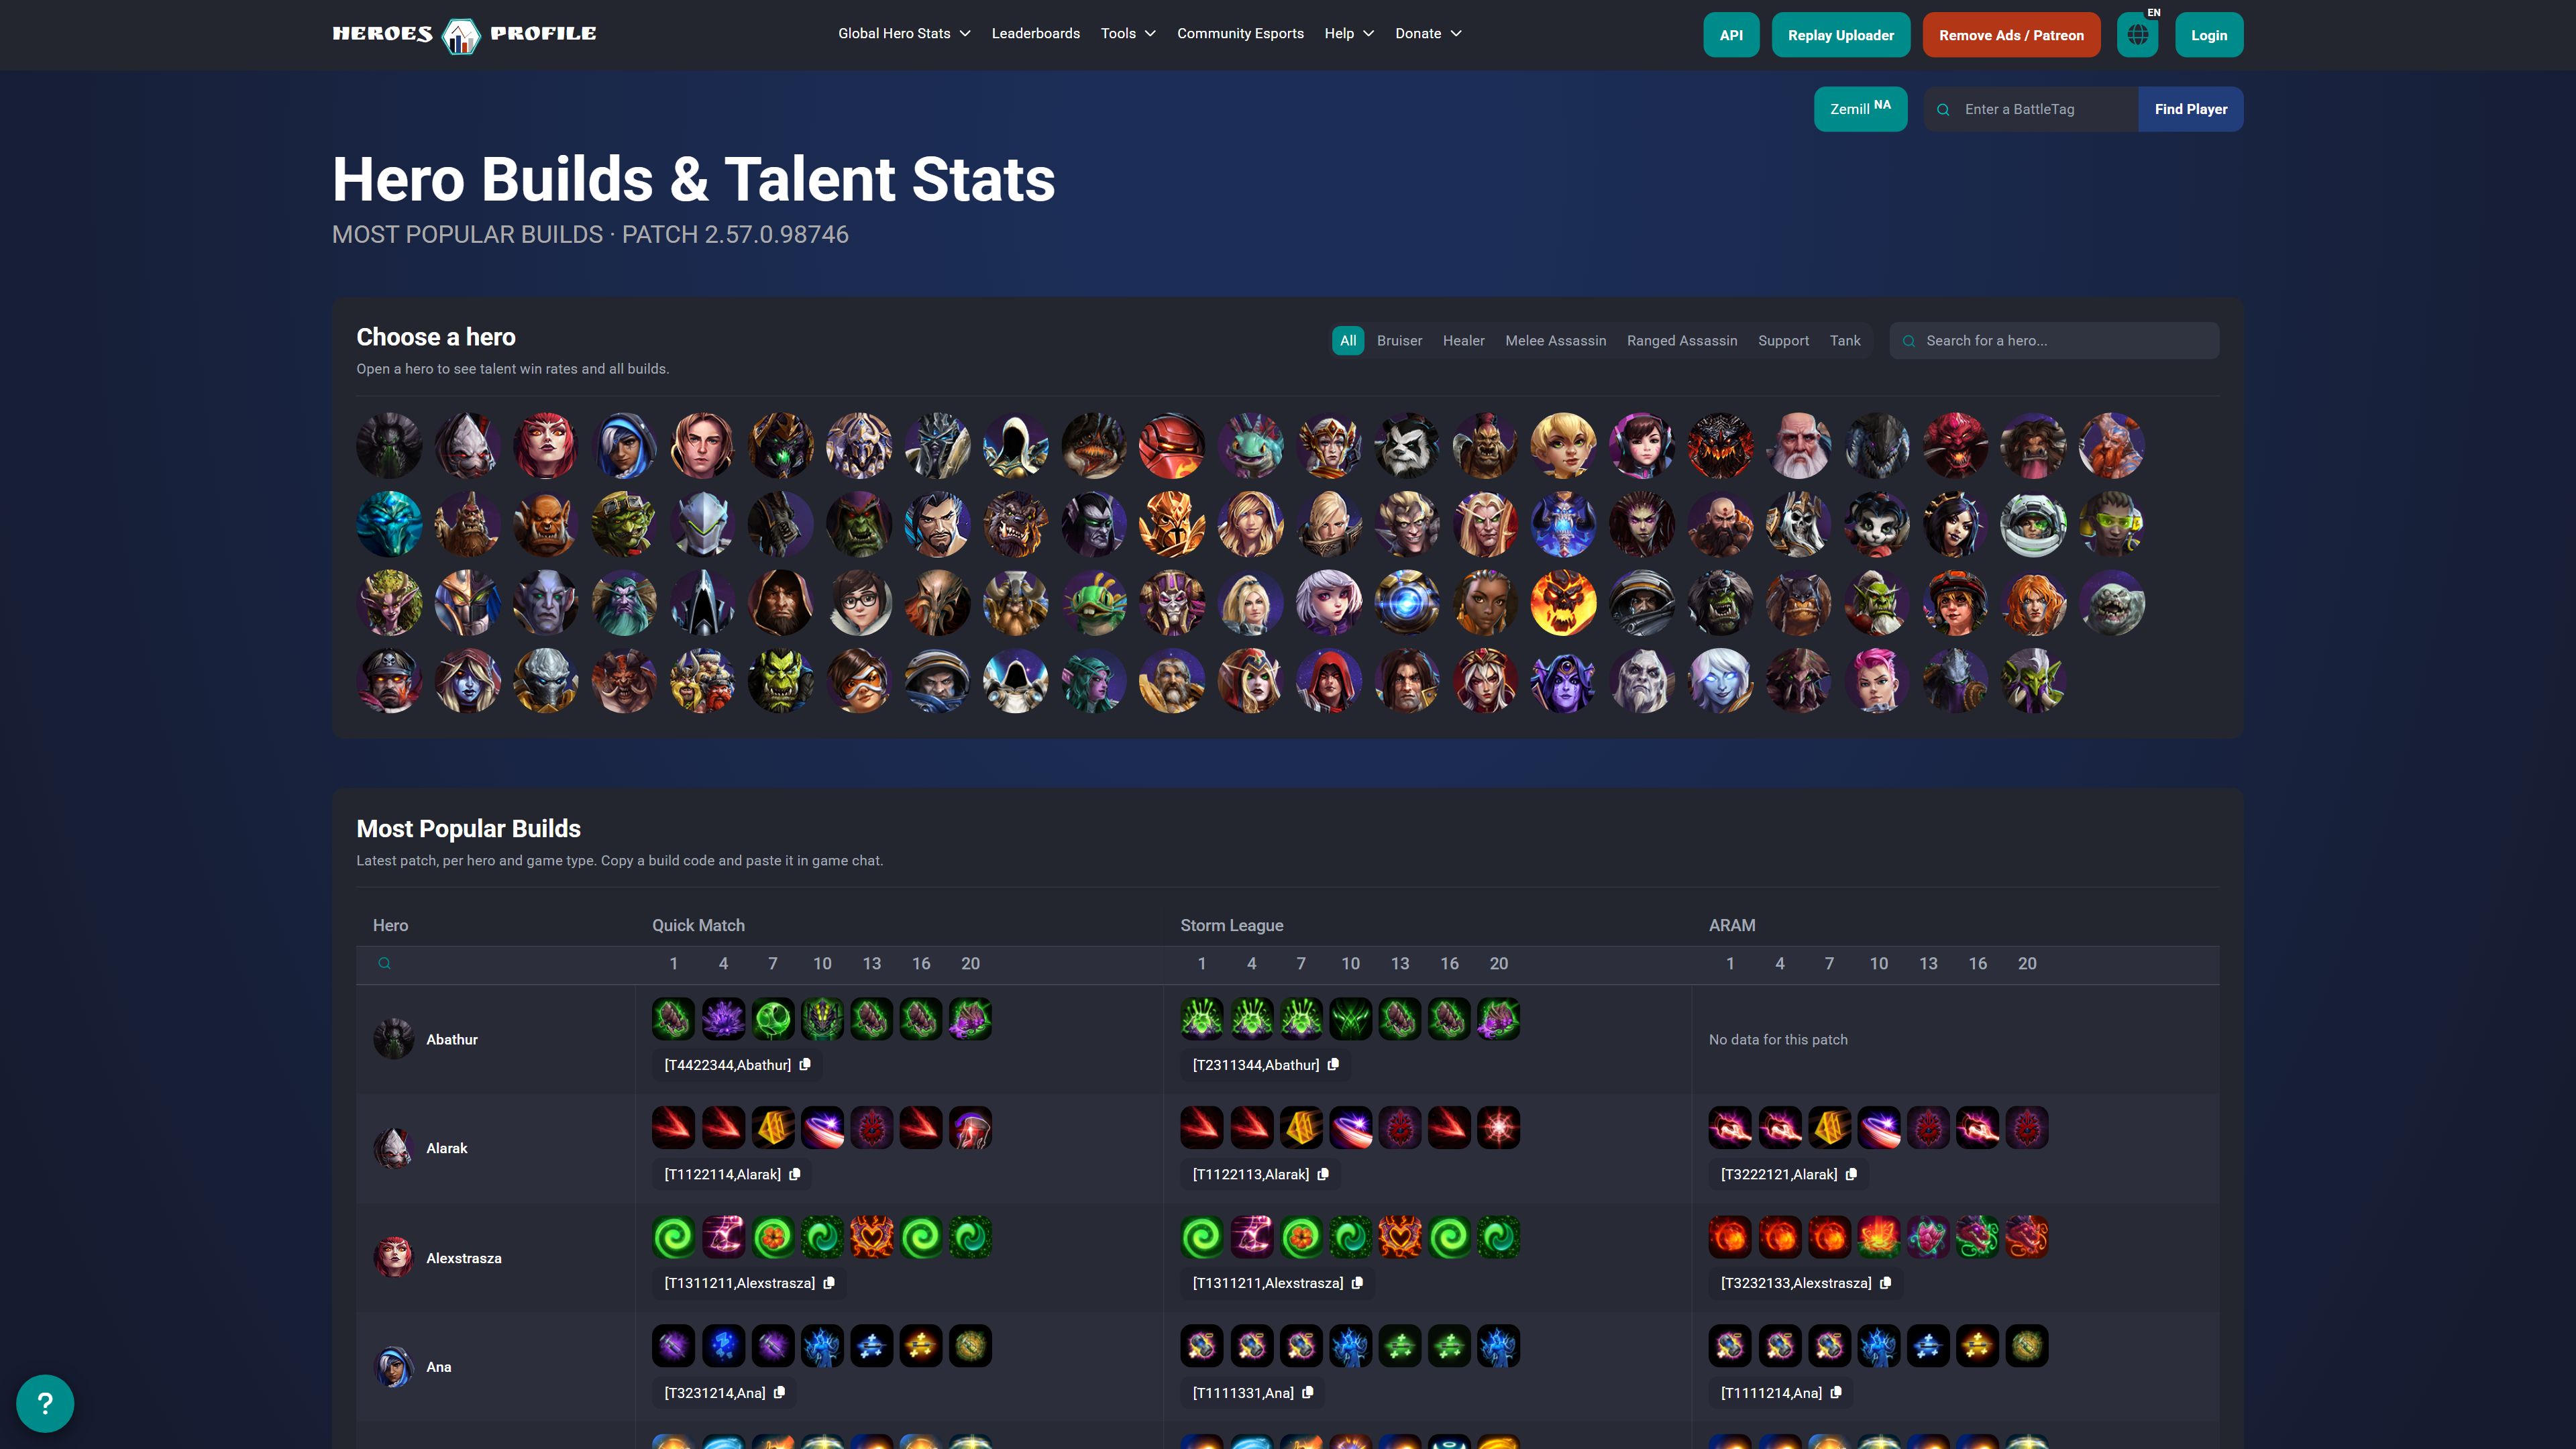 HEROES PROFILE
Global Hero Stats Leaderboards Tools Community Esports Help Donate
API Replay Uploader Remove Ads / Patreon EN Login
Zemill NA Enter a BattleTag Find Player
Hero Builds & Talent Stats
MOST POPULAR BUILDS · PATCH 2.57.0.98746
Choose a hero
All Bruiser Healer Melee Assassin Ranged Assassin Support Tank Search for a hero...
Open a hero to see talent win rates and all builds.
Most Popular Builds
Latest patch, per hero and game type. Copy a build code and paste it in game chat.
Hero Quick Match Storm League ARAM
1 4 7 10 13 16 20 1 4 7 10 13 16 20 1 4 7 10 13 16 20
Abathur No data for this patch
[T4422344,Abathur] [T2311344,Abathur]
Alarak
[T1122114,Alarak] [T1122113,Alarak] [T3222121,Alarak]
Alexstrasza
[T1311211,Alexstrasza] [T1311211,Alexstrasza] [T3232133,Alexstrasza]
Ana
[T3231214,Ana] [T1111331,Ana] [T1111214,Ana]
?